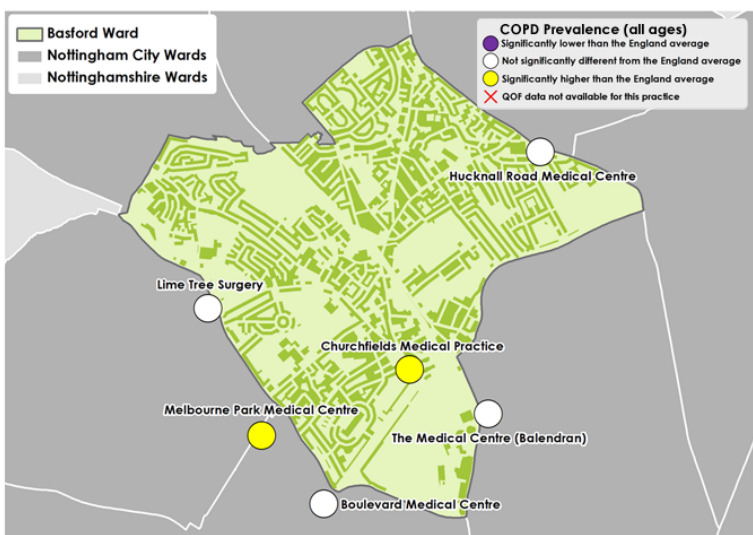 Basford Ward
Nottingham City Wards
Nottinghamshire Wards
COPD Prevalence (all ages)
Significantly lower than the England average
Not significantly different from the England average
Significantly higher than the England average
QOF data not available for this practice
Hucknall Road Medical Centre
Lime Tree Surgery
Churchfields Medical Practice
Melbourne Park Medical Centre
The Medical Centre (Balendran)
Boulevard Medical Centre